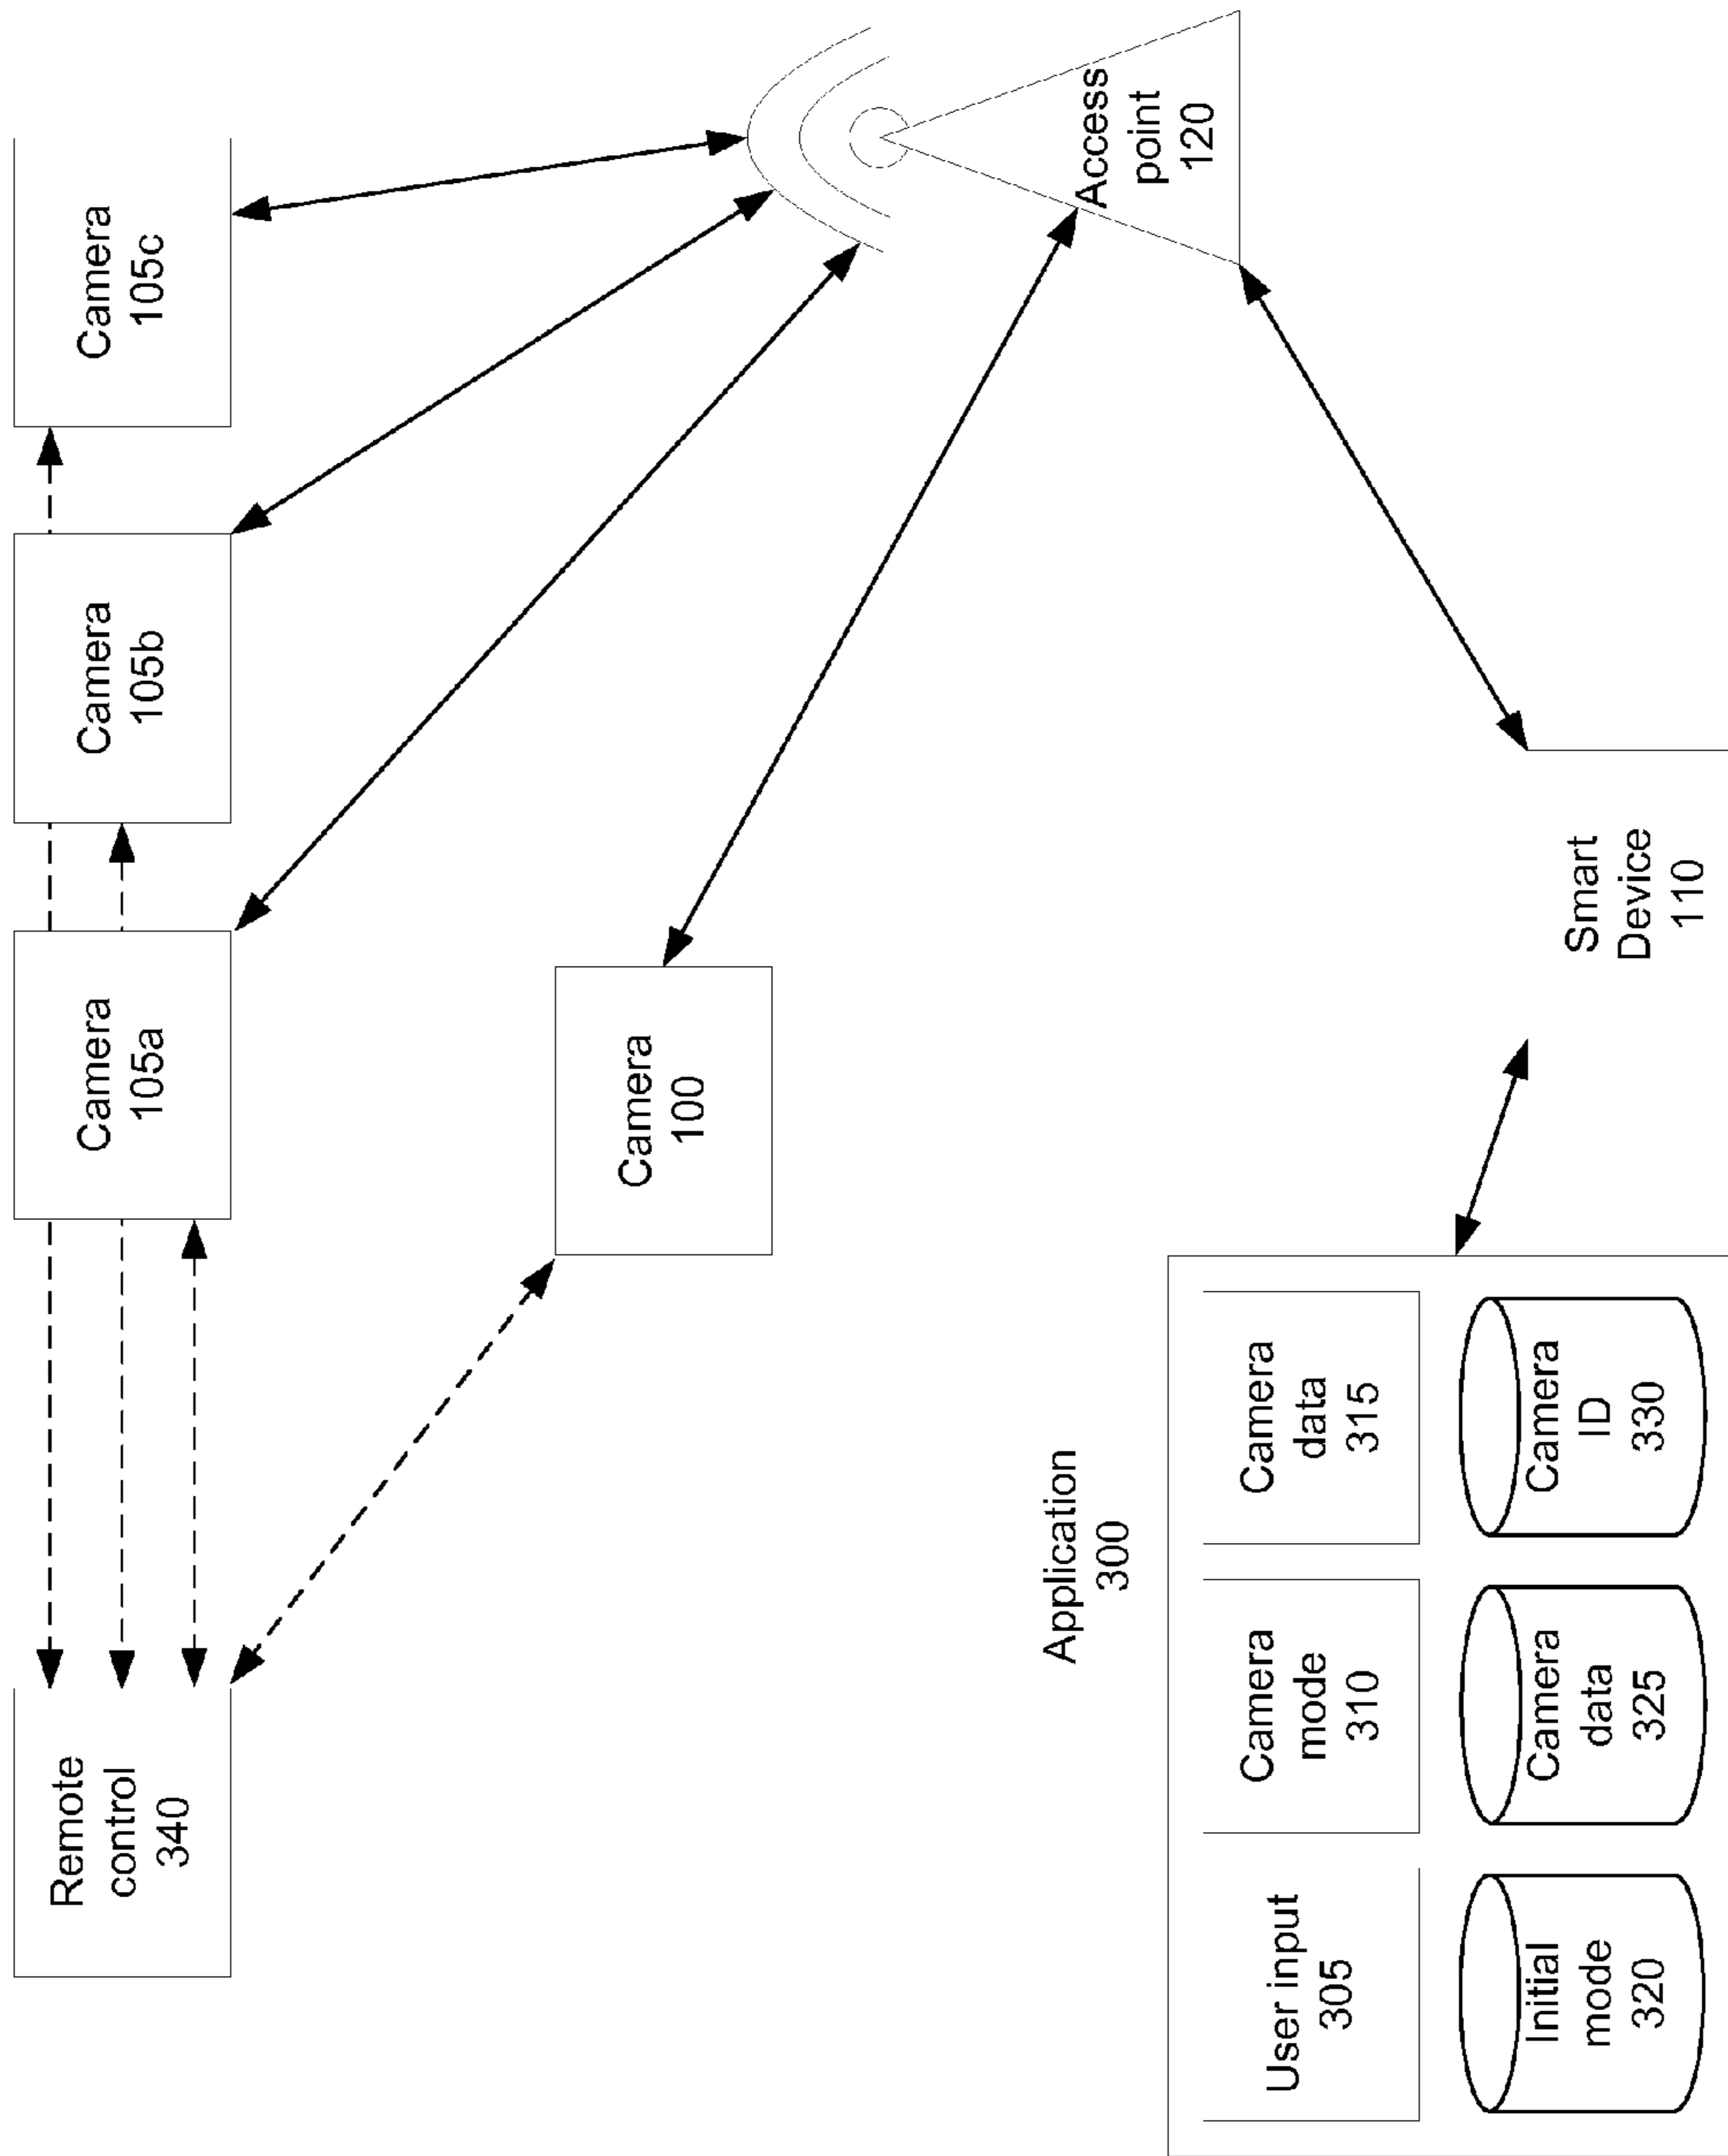 Remote
control
340
Camera
105a
Camera
105b
Camera
105c
Camera
100
Access
point
120
Application
300
User input
305
Camera
mode
310
Camera
data
315
Initial
mode
320
Camera
data
325
Camera
ID
330
Smart
Device
110